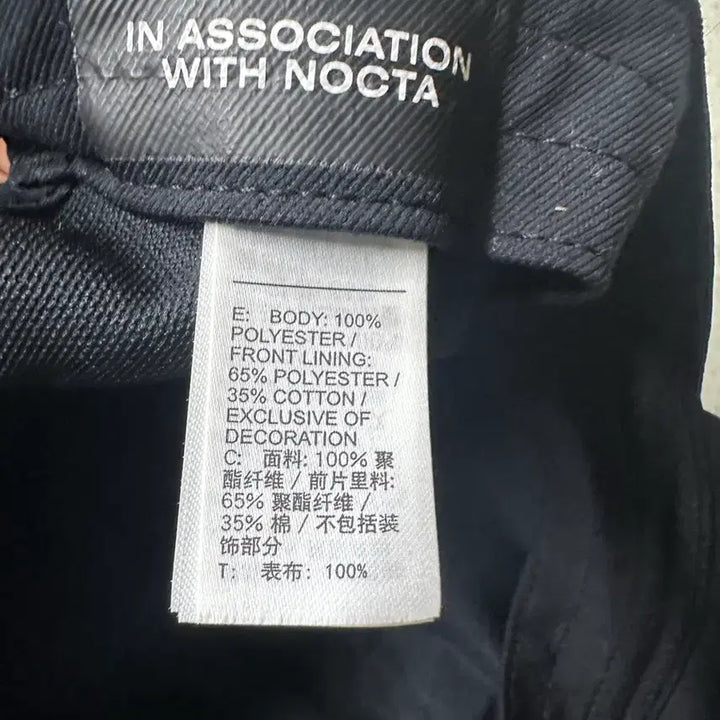 IN ASSOCIATION
WITH NOCTA
E: BODY: 100%
POLYESTER /
FRONT LINING:
65% POLYESTER /
35% COTTON /
EXCLUSIVE OF
DECORATION
C: 面料: 100% 聚
酯纤维 / 前片里料:
65% 聚酯纤维 /
35% 棉 / 不包括装
饰部分
T: 表布: 100%